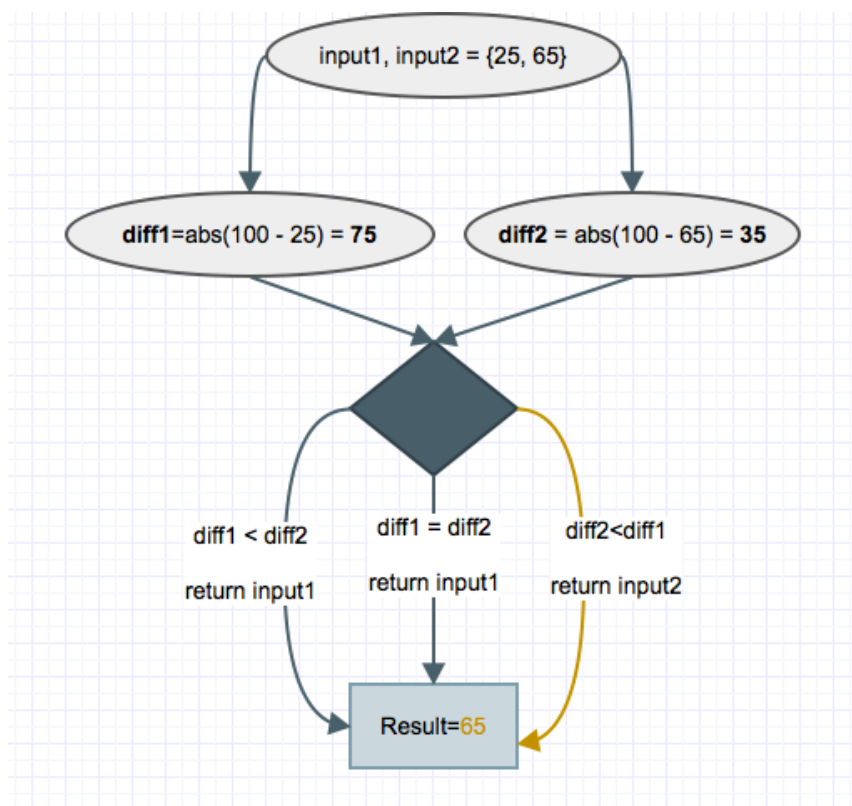 input1, input2 = {25, 65}
diff1=abs(100 - 25) = 75
diff2 = abs(100 - 65) = 35
diff1 < diff2
return input1
diff1 = diff2
return input1
diff2<diff1
return input2
Result=65